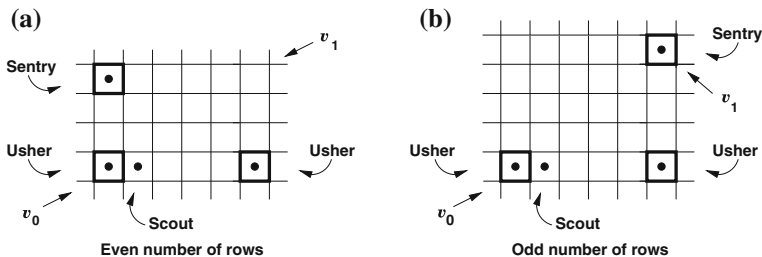 (a)
v1
Sentry
Usher
Usher
v0
Scout
Even number of rows
(b)
Sentry
v1
Usher
Usher
v0
Scout
Odd number of rows